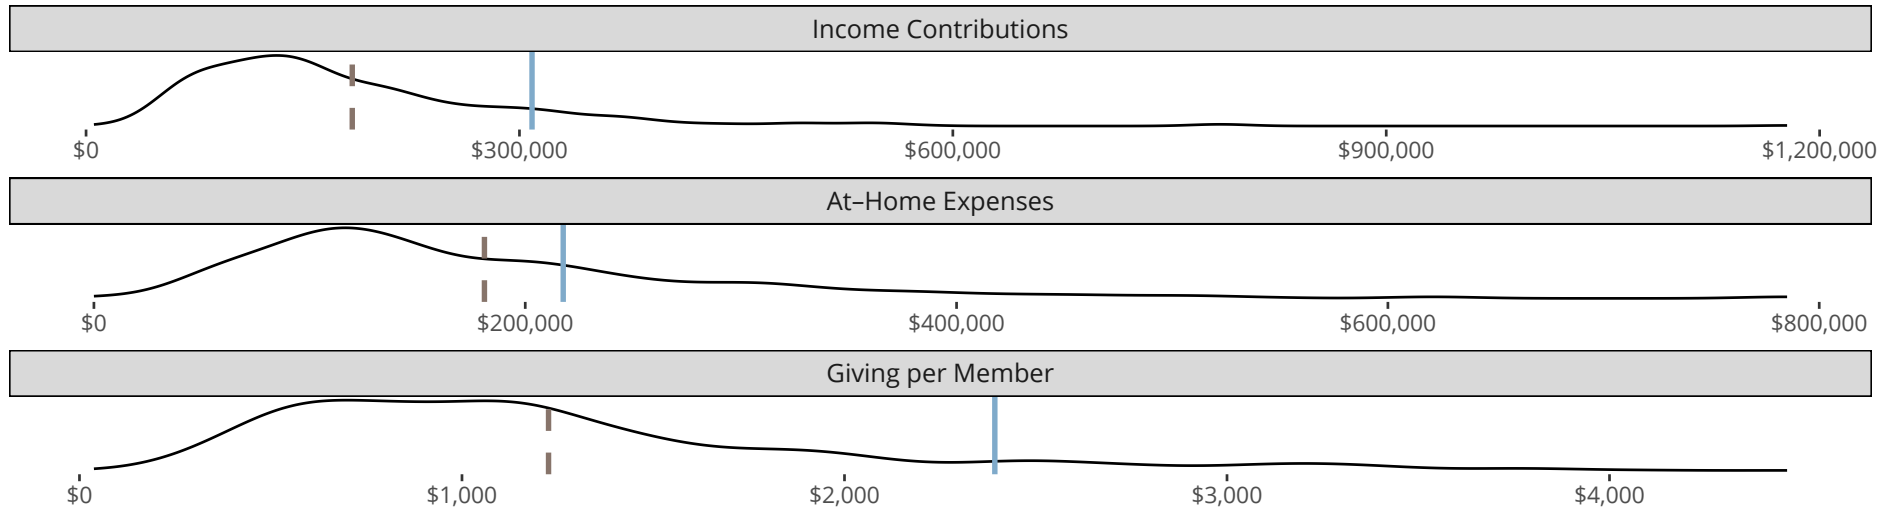 Income Contributions
$0 $300,000 $600,000 $900,000 $1,200,000
At–Home Expenses
$0 $200,000 $400,000 $600,000 $800,000
Giving per Member
$0 $1,000 $2,000 $3,000 $4,000